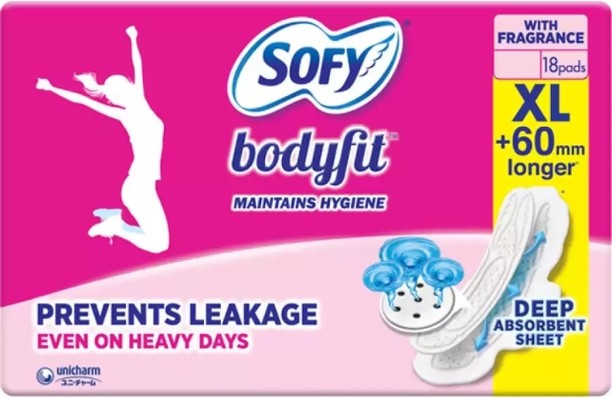 SOFY
bodyfit™
MAINTAINS HYGIENE
WITH
FRAGRANCE
18pads
XL
+60mm
longer*
PREVENTS LEAKAGE
EVEN ON HEAVY DAYS
DEEP
ABSORBENT
SHEET
unicharm
ユニ・チャーム